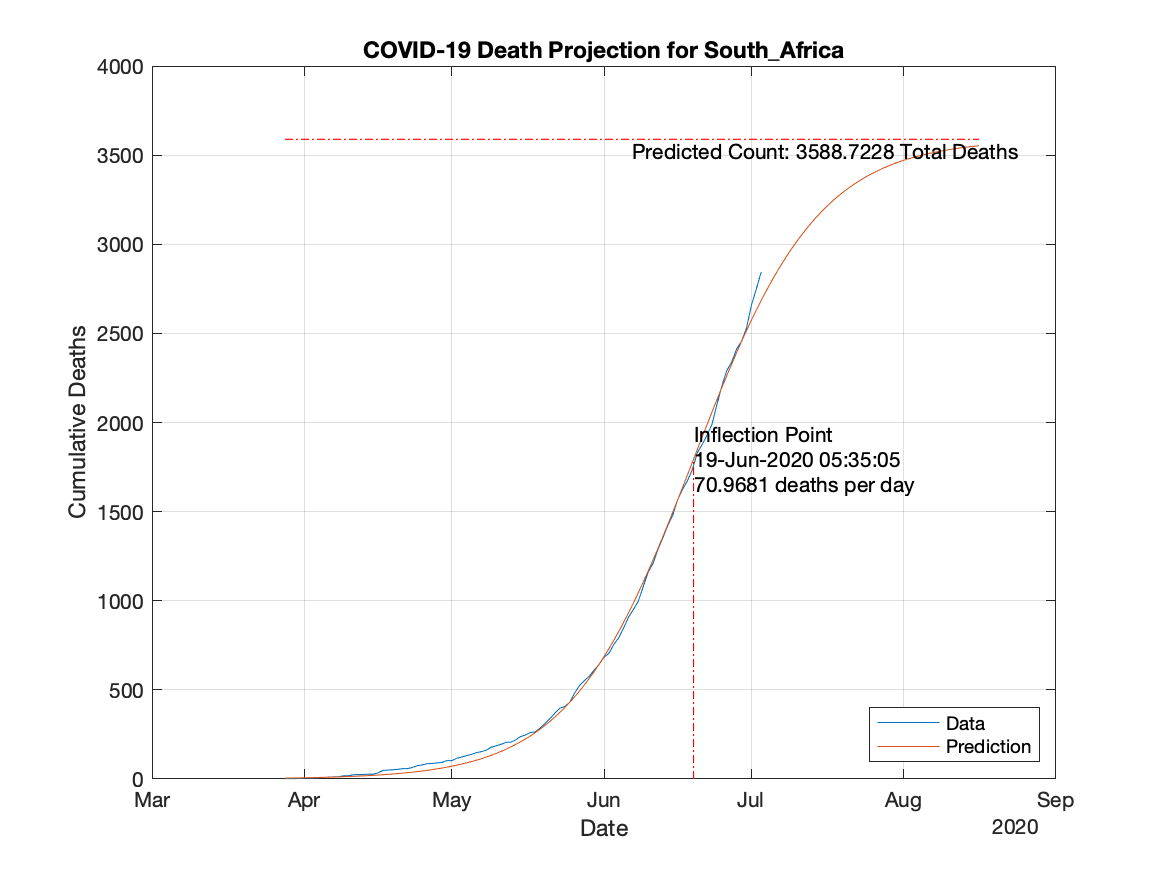 COVID-19 Death Projection for South_Africa
4000
3500
3000
2500
2000
1500
1000
500
0
Cumulative Deaths
Predicted Count: 3588.7228 Total Deaths
Inflection Point
19-Jun-2020 05:35:05
70.9681 deaths per day
Data
Prediction
Mar Apr May Jun Jul Aug Sep
Date
2020